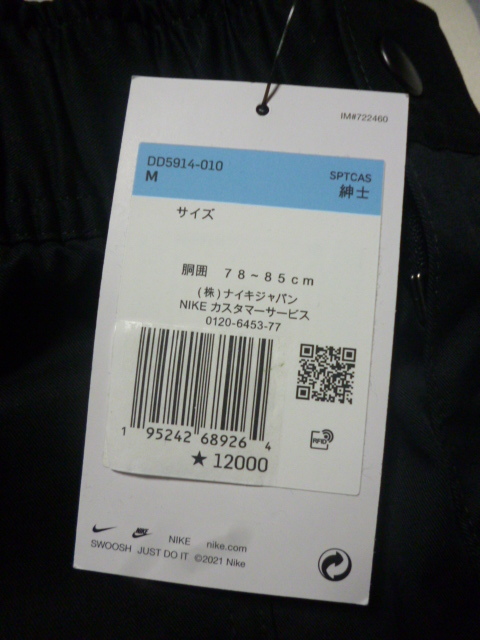 IM#722460
DD5914-010
M
SPTCAS
紳士
サイズ
胴囲 78~85cm
(株)ナイキジャパン
NIKE カスタマーサービス
0120-6453-77
RFID
1 95242 68926 4
★ 12000
NIKE nike.com
SWOOSH JUST DO IT ©2021 Nike